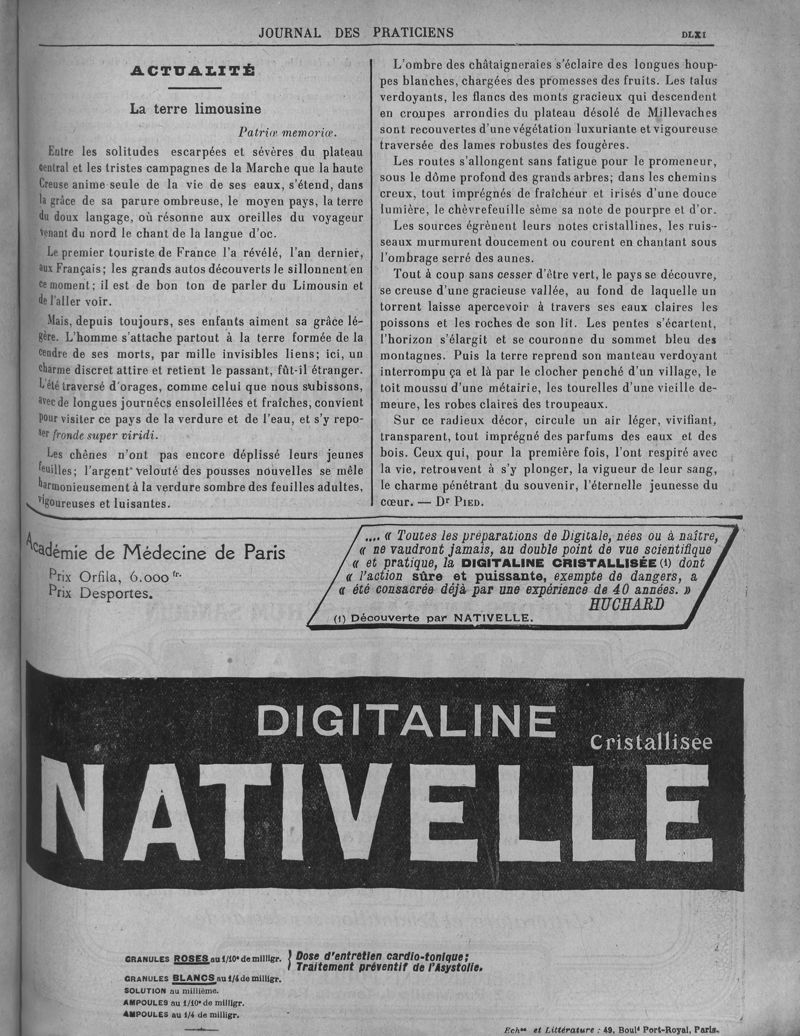 JOURNAL DES PRATICIENS
DLXI
ACTUALITÉ
La terre limousine
Patriæ memoriæ.
Entre les solitudes escarpées et sévères du plateau
central et les tristes campagnes de la Marche que la haute
Creuse anime seule de la vie de ses eaux, s'étend, dans
la grâce de sa parure ombreuse, le moyen pays, la terre
du doux langage, où résonne aux oreilles du voyageur
venant du nord le chant de la langue d'oc.
Le premier touriste de France l'a révélé, l'an dernier,
aux Français; les grands autos découverts le sillonnent en
ce moment; il est de bon ton de parler du Limousin et
de l'aller voir.
Mais, depuis toujours, ses enfants aiment sa grâce lé-
gère. L'homme s'attache partout à la terre formée de la
cendre de ses morts, par mille invisibles liens; ici, un
charme discret attire et retient le passant, fût-il étranger.
L'été traversé d'orages, comme celui que nous subissons,
avec de longues journées ensoleillées et fraîches, convient
pour visiter ce pays de la verdure et de l'eau, et s'y repo-
ser fronde super viridi.
Les chênes n'ont pas encore déplissé leurs jeunes
feuilles; l'argent velouté des pousses nouvelles se mêle
harmonieusement à la verdure sombre des feuilles adultes,
vigoureuses et luisantes.
L'ombre des châtaigneraies s'éclaire des longues houp-
pes blanches, chargées des promesses des fruits. Les talus
verdoyants, les flancs des monts gracieux qui descendent
en croupes arrondies du plateau désolé de Millevaches
sont recouvertes d'une végétation luxuriante et vigoureuse
traversée des lames robustes des fougères.
Les routes s'allongent sans fatigue pour le promeneur,
sous le dôme profond des grands arbres; dans les chemins
creux, tout imprégnés de fraîcheur et irisés d'une douce
lumière, le chèvrefeuille sème sa note de pourpre et d'or.
Les sources égrènent leurs notes cristallines, les ruis-
seaux murmurent doucement ou courent en chantant sous
l'ombrage serré des aunes.
Tout à coup sans cesser d'être vert, le pays se découvre,
se creuse d'une gracieuse vallée, au fond de laquelle un
torrent laisse apercevoir à travers ses eaux claires les
poissons et les roches de son lit. Les pentes s'écartent,
l'horizon s'élargit et se couronne du sommet bleu des
montagnes. Puis la terre reprend son manteau verdoyant
interrompu ça et là par le clocher penché d'un village, le
toit moussu d'une métairie, les tourelles d'une vieille de-
meure, les robes claires des troupeaux.
Sur ce radieux décor, circule un air léger, vivifiant,
transparent, tout imprégné des parfums des eaux et des
bois. Ceux qui, pour la première fois, l'ont respiré avec
la vie, retrouvent à s'y plonger, la vigueur de leur sang,
le charme pénétrant du souvenir, l'éternelle jeunesse du
cœur. — Dr PIED.
Académie de Médecine de Paris
Prix Orfila, 6.000 fr.
Prix Desportes.
.... « Toutes les préparations de Digitale, nées ou à naître,
« ne vaudront jamais, au double point de vue scientifique
« et pratique, la DIGITALINE CRISTALLISÉE (1) dont
« l'action sûre et puissante, exempte de dangers, a
« été consacrée déjà par une expérience de 40 années. »
HUCHARD
(1) Découverte par NATIVELLE.
DIGITALINE
Cristallisée
NATIVELLE
GRANULES ROSES au 1/10e de milligr. } Dose d'entretien cardio-tonique;
Traitement préventif de l'Asystolie.
GRANULES BLANCS au 1/4 de milligr.
SOLUTION au millième.
AMPOULES au 1/10e de milligr.
AMPOULES au 1/4 de milligr.
Echons et Littérature : 49, Bould Port-Royal, Paris.